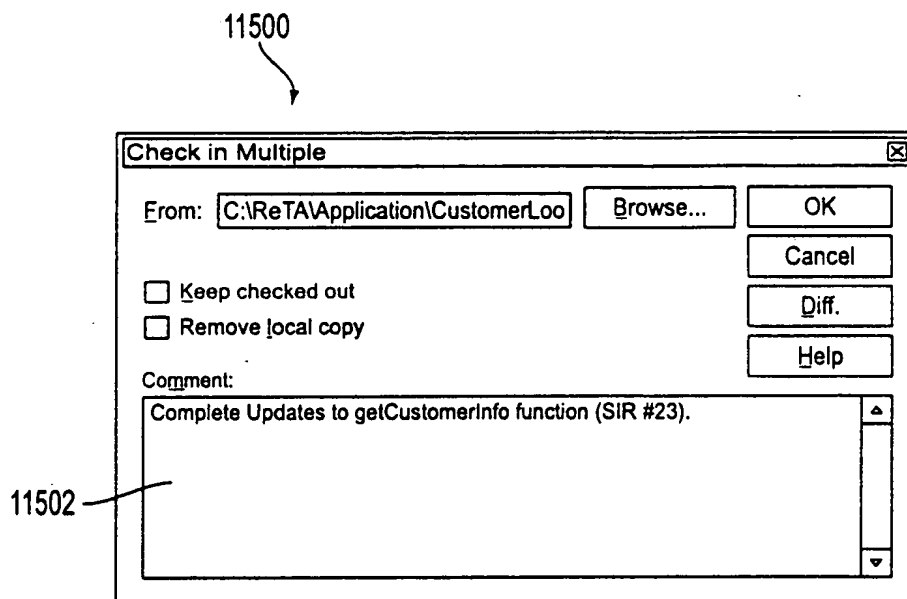 11500
Check in Multiple
From: C:\ReTA\Application\CustomerLoo Browse... OK
Cancel
Keep checked out
Diff.
Remove local copy
Help
Comment:
Complete Updates to getCustomerInfo function (SIR #23).
11502